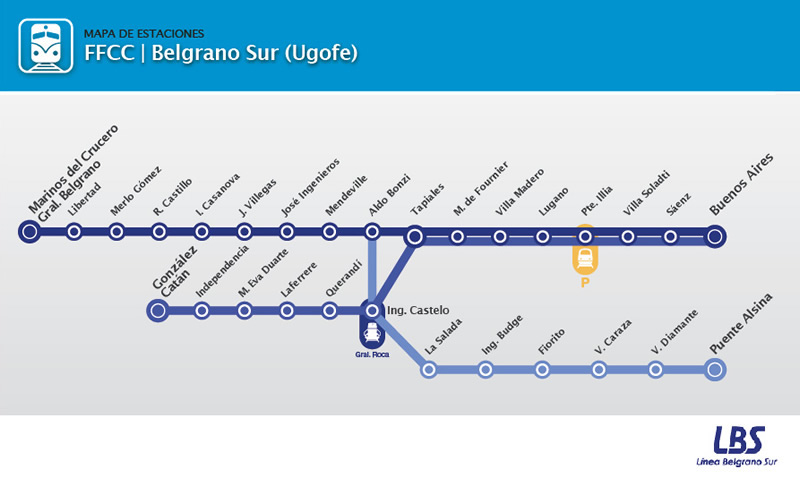 MAPA DE ESTACIONES
FFCC | Belgrano Sur (Ugofe)
Marinos del Crucero
Gral. Belgrano
Libertad
Merlo Gómez
R. Castillo
I. Casanova
J. Villegas
José Ingenieros
Mendeville
Aldo Bonzi
Tapiales
M. de Fournier
Villa Madero
Lugano
Pte. Illia
Villa Soladti
Sáenz
Buenos Aires
P
González
Catán
Independencia
M. Eva Duarte
Laferrere
Querandí
Ing. Castelo
Gral. Roca
La Salada
Ing. Budge
Fiorito
V. Caraza
V. Diamante
Puente Alsina
LBS
Línea Belgrano Sur